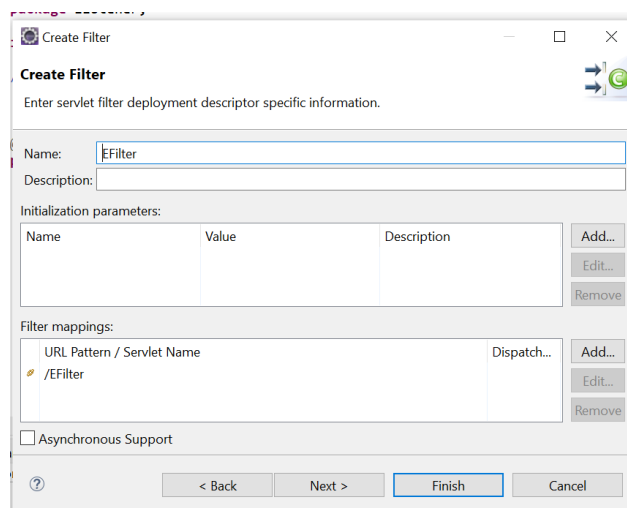 Create Filter
Create Filter
Enter servlet filter deployment descriptor specific information.
Name: EFilter
Description:
Initialization parameters:
Name Value Description
Add...
Edit...
Remove
Filter mappings:
URL Pattern / Servlet Name Dispatch...
Add...
/EFilter
Edit...
Remove
Asynchronous Support
< Back Next > Finish Cancel